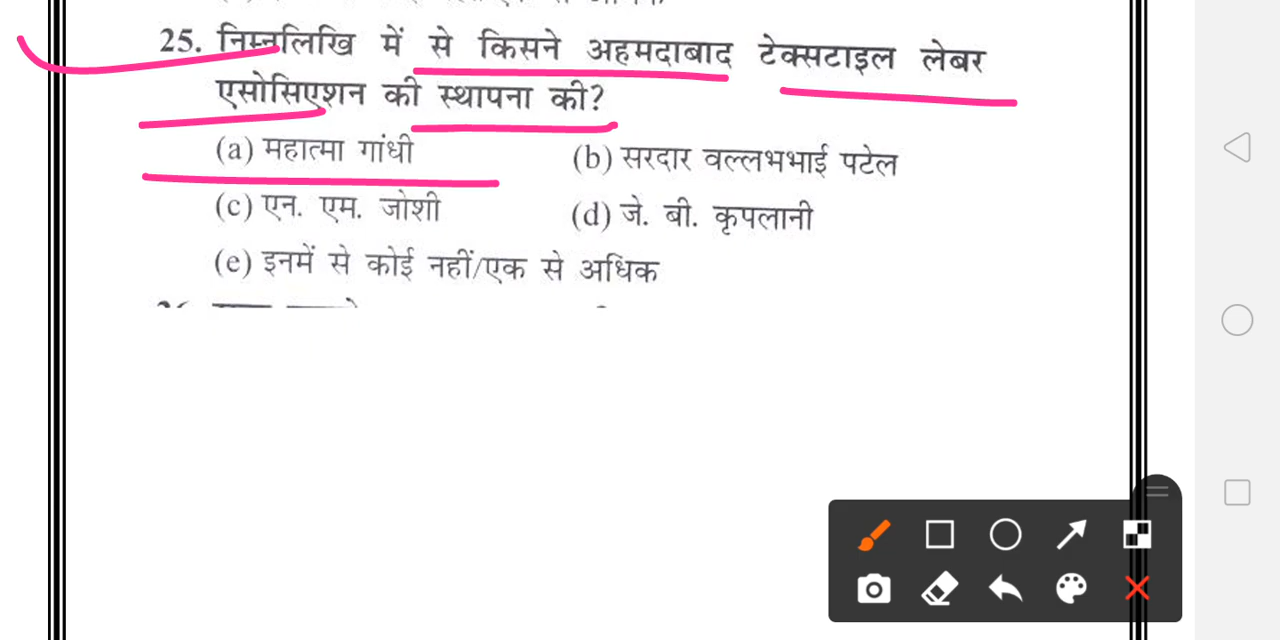 25. निम्नलिखि में से किसने अहमदाबाद टेक्सटाइल लेबर
एसोसिएशन की स्थापना की?
(a) महात्मा गांधी (b) सरदार वल्लभभाई पटेल
(c) एन. एम. जोशी (d) जे. बी. कृपलानी
(e) इनमें से कोई नहीं/एक से अधिक